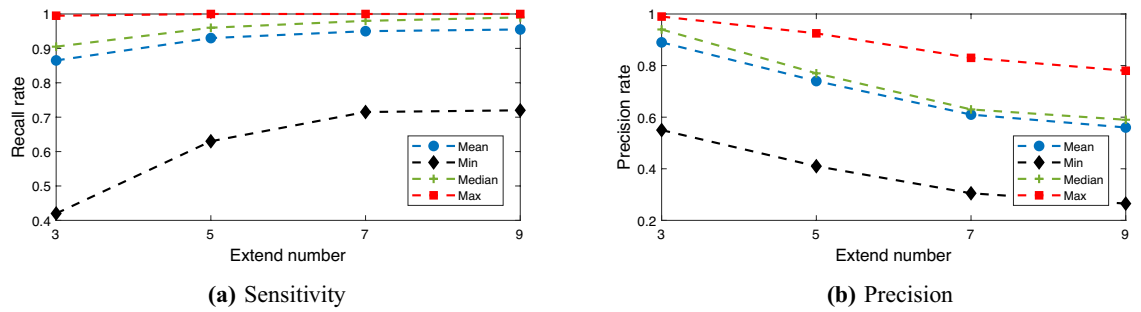 1
0.9
0.8
0.7
0.6
0.5
0.4
3
5
7
9
Recall rate
Extend number
Mean
Min
Median
Max
(a) Sensitivity
1
0.8
0.6
0.4
0.2
3
5
7
9
Precision rate
Extend number
Mean
Min
Median
Max
(b) Precision